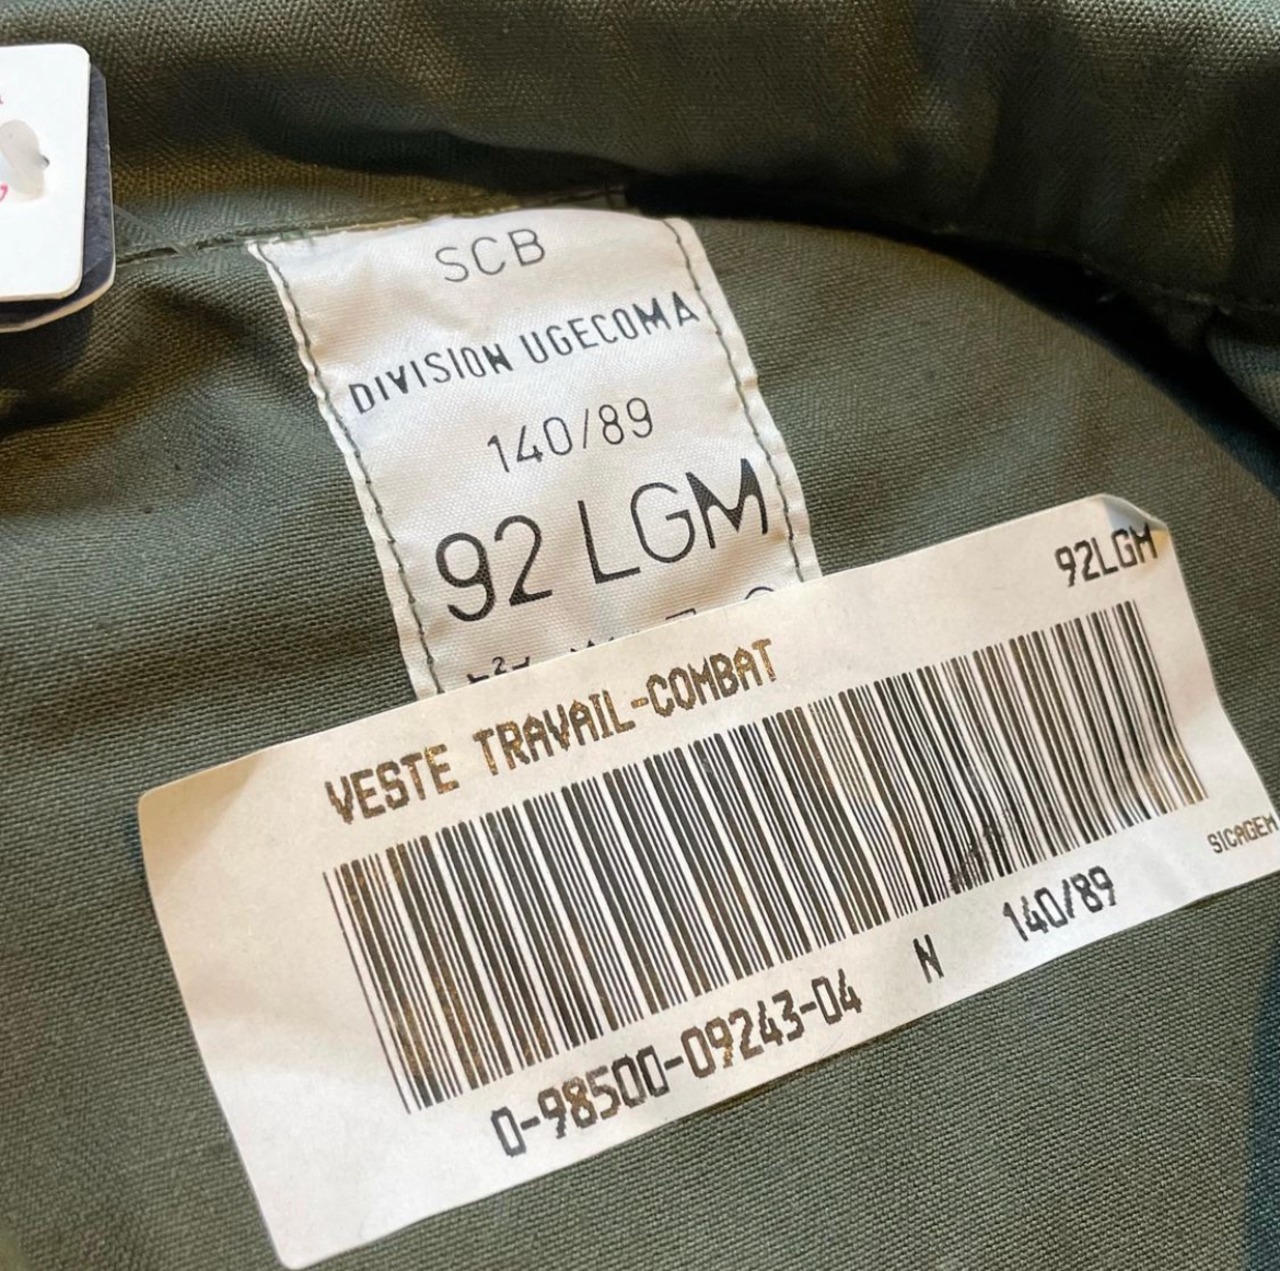 SCB
DIVISION UGECOMA
140/89
92 LGM
92LGM
VESTE TRAVAIL-COMBAT
SICAGEM
140/89
N
0-98500-09243-04